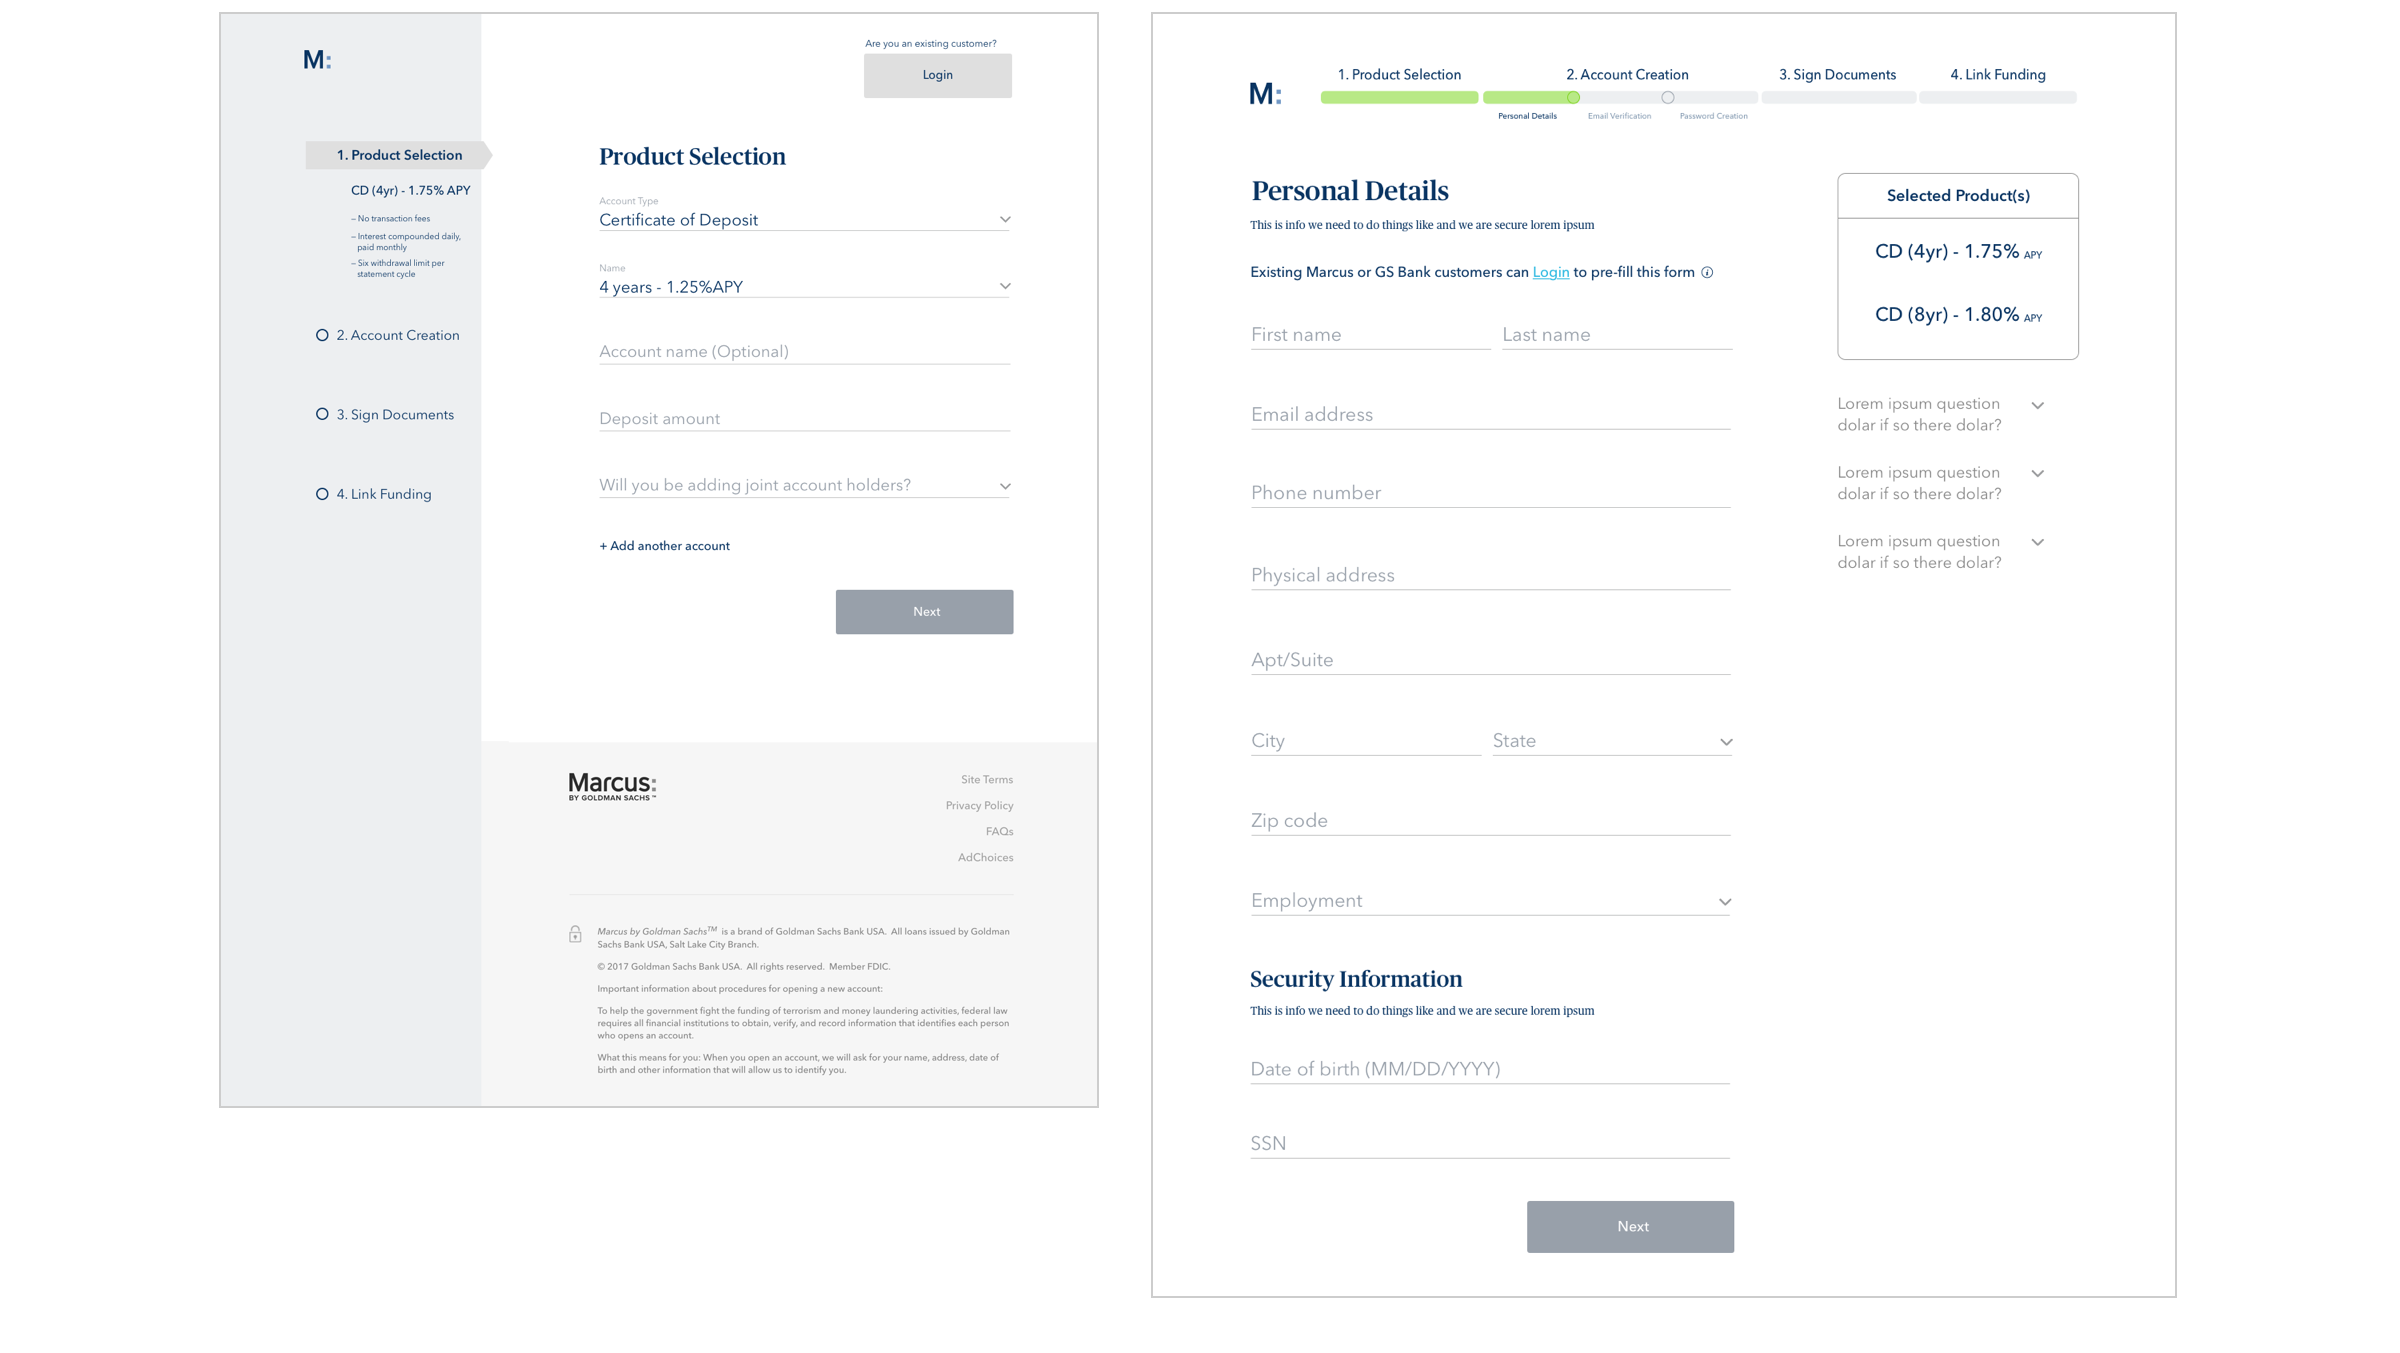 M:
Are you an existing customer?
Login
1. Product Selection
CD (4yr) - 1.75% APY
– No transaction fees
– Interest compounded daily,
paid monthly
– Six withdrawal limit per
statement cycle
2. Account Creation
3. Sign Documents
4. Link Funding
Product Selection
Account Type
Certificate of Deposit
Name
4 years - 1.25%APY
Account name (Optional)
Deposit amount
Will you be adding joint account holders?
+ Add another account
Next
Marcus:
BY GOLDMAN SACHS ™
Site Terms
Privacy Policy
FAQs
AdChoices
Marcus by Goldman Sachs™ is a brand of Goldman Sachs Bank USA. All loans issued by Goldman
Sachs Bank USA, Salt Lake City Branch.
© 2017 Goldman Sachs Bank USA. All rights reserved. Member FDIC.
Important information about procedures for opening a new account:
To help the government fight the funding of terrorism and money laundering activities, federal law
requires all financial institutions to obtain, verify, and record information that identifies each person
who opens an account.
What this means for you: When you open an account, we will ask for your name, address, date of
birth and other information that will allow us to identify you.
M:
1. Product Selection
2. Account Creation
3. Sign Documents
4. Link Funding
Personal Details
Email Verification
Password Creation
Personal Details
This is info we need to do things like and we are secure lorem ipsum
Existing Marcus or GS Bank customers can Login to pre-fill this form
First name
Last name
Email address
Phone number
Physical address
Apt/Suite
City
State
Zip code
Employment
Security Information
This is info we need to do things like and we are secure lorem ipsum
Date of birth (MM/DD/YYYY)
SSN
Next
Selected Product(s)
CD (4yr) - 1.75% APY
CD (8yr) - 1.80% APY
Lorem ipsum question
dolar if so there dolar?
Lorem ipsum question
dolar if so there dolar?
Lorem ipsum question
dolar if so there dolar?